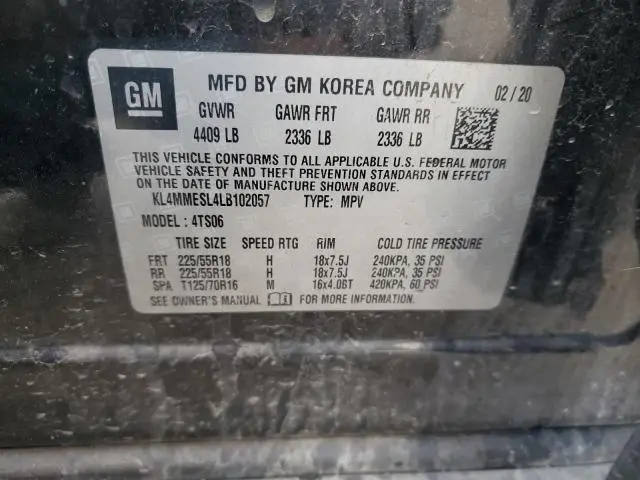 GM MFD BY GM KOREA COMPANY 02/20
GVWR GAWR FRT GAWR RR
4409 LB 2336 LB 2336 LB
THIS VEHICLE CONFORMS TO ALL APPLICABLE U.S. FEDERAL MOTOR
VEHICLE SAFETY AND THEFT PREVENTION STANDARDS IN EFFECT ON
THE DATE OF MANUFACTURE SHOWN ABOVE.
KL4MMESL4LB102057 TYPE: MPV
MODEL: 4TS06
TIRE SIZE SPEED RTG RIM COLD TIRE PRESSURE
FRT 225/55R18 H 18x7.5J 240KPA, 35 PSI
RR 225/55R18 H 18x7.5J 240KPA, 35 PSI
SPA T125/70R16 M 16x4.00T 420KPA, 60 PSI
SEE OWNER'S MANUAL FOR MORE INFORMATION.